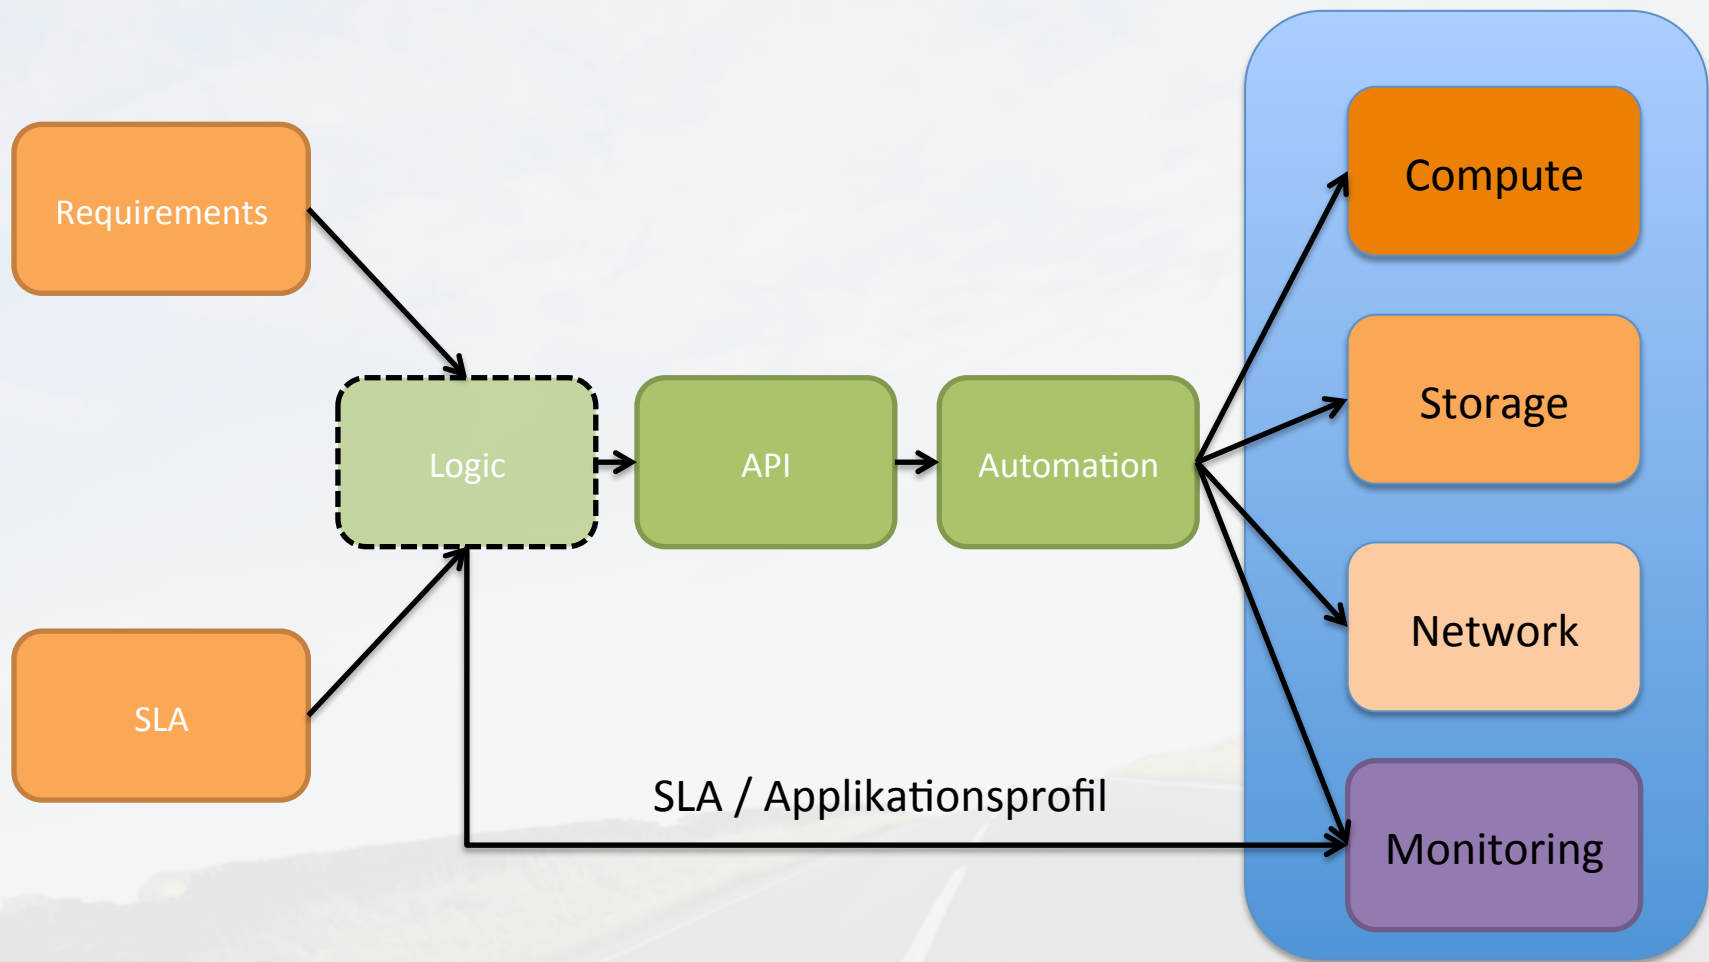 Requirements
Compute
Storage
Logic
API
Automation
Network
SLA
SLA / Applikationsprofil
Monitoring